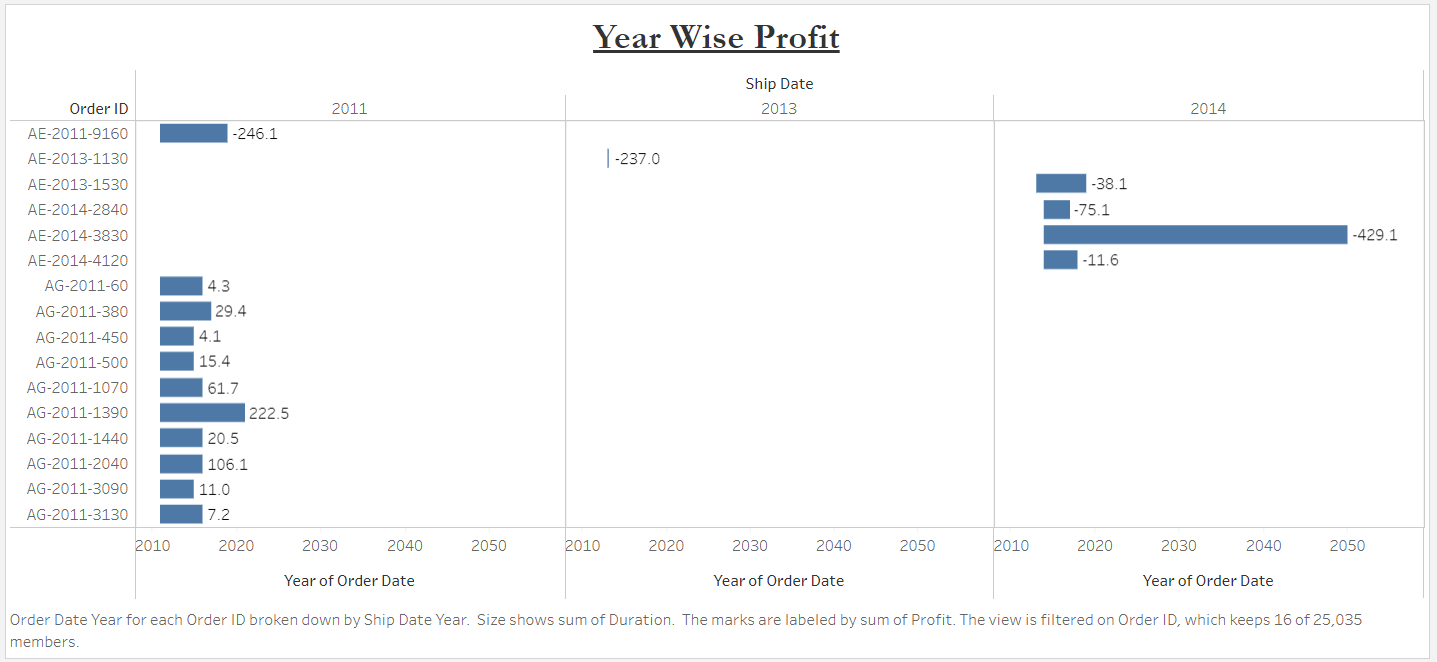 Year Wise Profit
Ship Date
Order ID 2011 2013 2014
AE-2011-9160 -246.1
AE-2013-1130 -237.0
AE-2013-1530 -38.1
AE-2014-2840 -75.1
AE-2014-3830 -429.1
AE-2014-4120 -11.6
AG-2011-60 4.3
AG-2011-380 29.4
AG-2011-450 4.1
AG-2011-500 15.4
AG-2011-1070 61.7
AG-2011-1390 222.5
AG-2011-1440 20.5
AG-2011-2040 106.1
AG-2011-3090 11.0
AG-2011-3130 7.2
2010 2020 2030 2040 2050 2010 2020 2030 2040 2050 2010 2020 2030 2040 2050
Year of Order Date Year of Order Date Year of Order Date
Order Date Year for each Order ID broken down by Ship Date Year.  Size shows sum of Duration.  The marks are labeled by sum of Profit. The view is filtered on Order ID, which keeps 16 of 25,035
members.